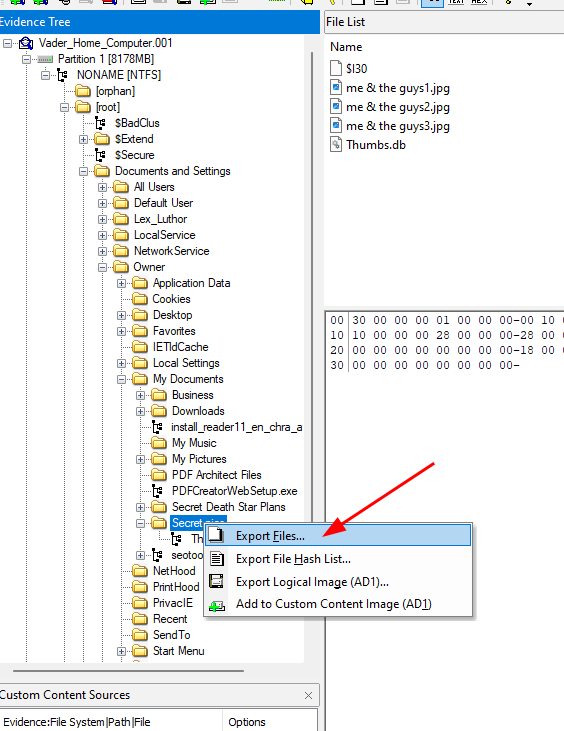 TEXT HEX
Evidence Tree
Vader_Home_Computer.001
Partition 1 [8178MB]
NONAME [NTFS]
[orphan]
[root]
$BadClus
$Extend
$Secure
Documents and Settings
All Users
Default User
Lex_Luthor
LocalService
NetworkService
Owner
Application Data
Cookies
Desktop
Favorites
IETldCache
Local Settings
My Documents
Business
Downloads
install_reader11_en_chra_a
My Music
My Pictures
PDF Architect Files
PDFCreatorWebSetup.exe
Secret Death Star Plans
Secret
Th
seotoo
NetHood
PrintHood
PrivacIE
Recent
SendTo
Start Menu
Export Files...
Export File Hash List...
Export Logical Image (AD1)...
Add to Custom Content Image (AD1)
File List
Name
$I30
me & the guys1.jpg
me & the guys2.jpg
me & the guys3.jpg
Thumbs.db
00 30 00 00 00 01 00 00 00-00 10
10 10 00 00 00 28 00 00 00-28 00
20 00 00 00 00 00 00 00 00-18 00
30 00 00 00 00 00 00 00 00-
Custom Content Sources
Evidence:File System|Path|File Options